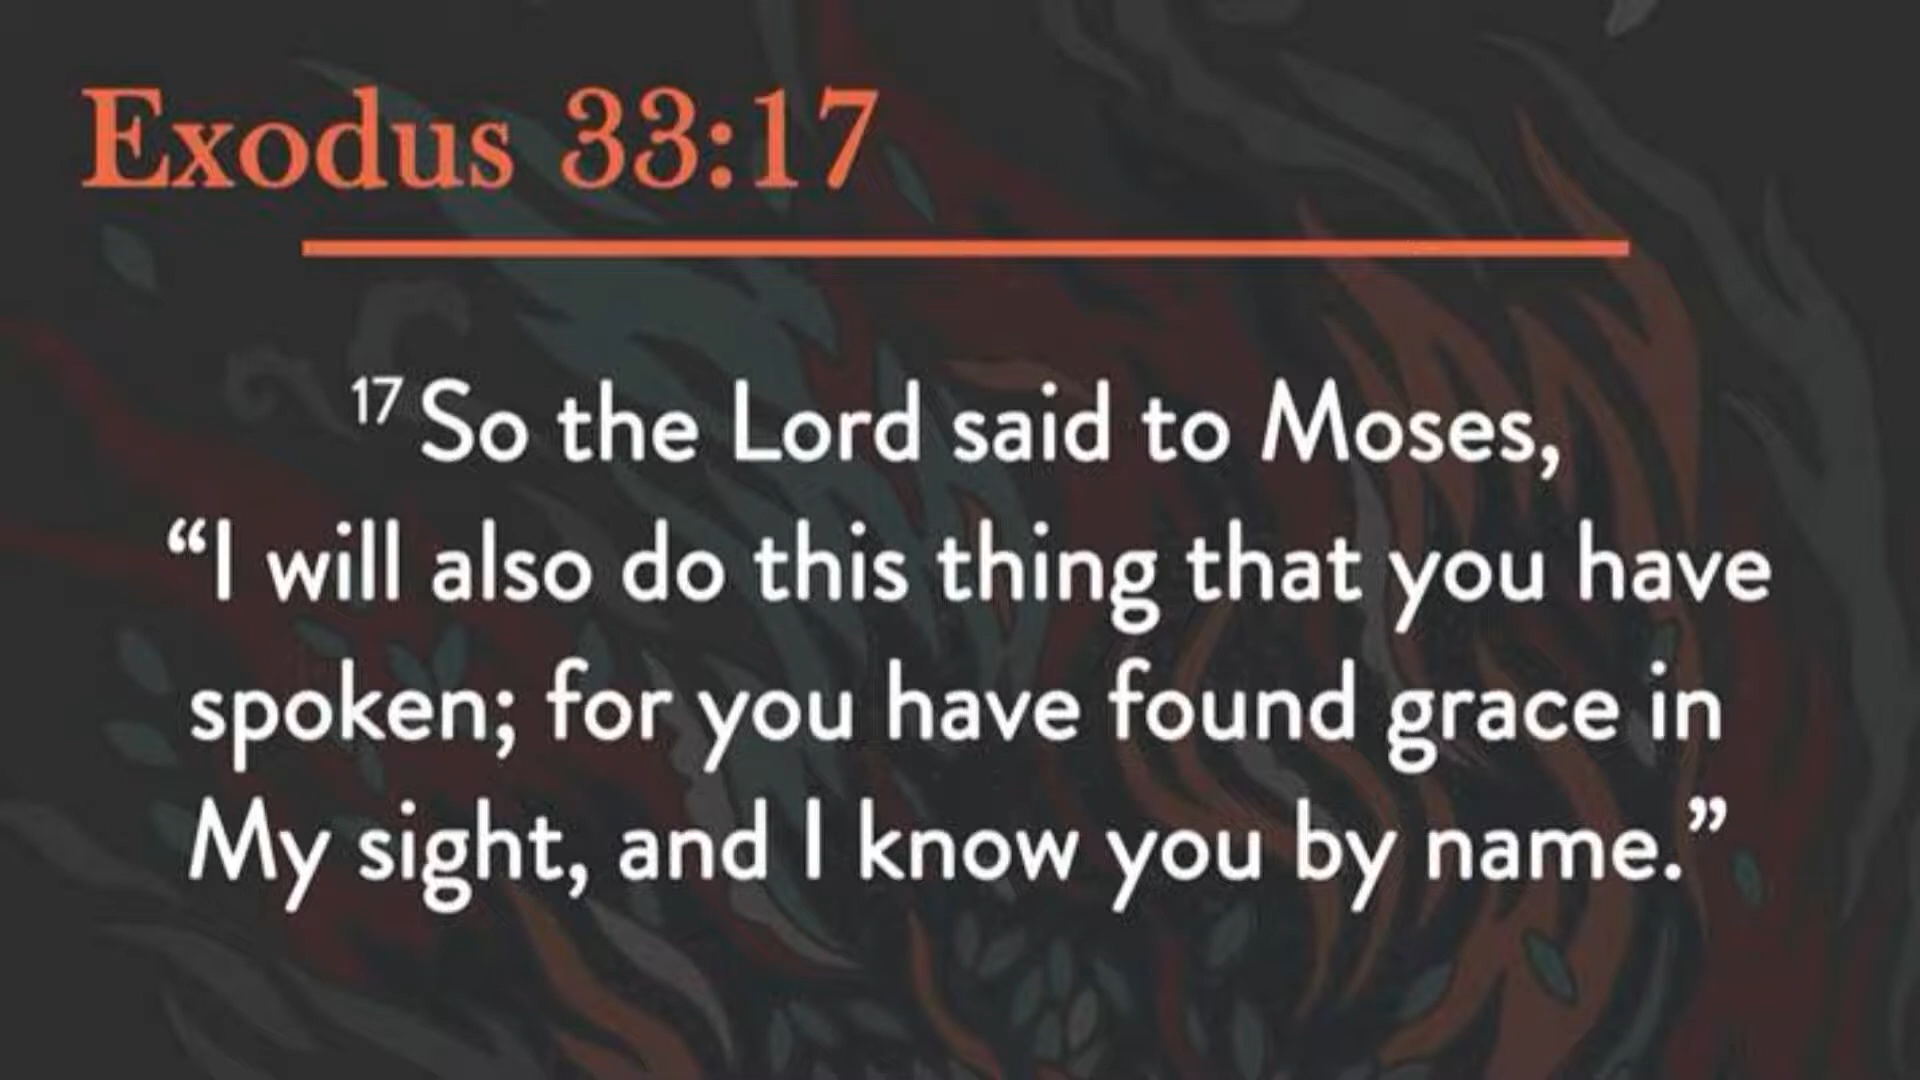 Exodus 33:17
17 So the Lord said to Moses,
“I will also do this thing that you have
spoken; for you have found grace in
My sight, and I know you by name.”